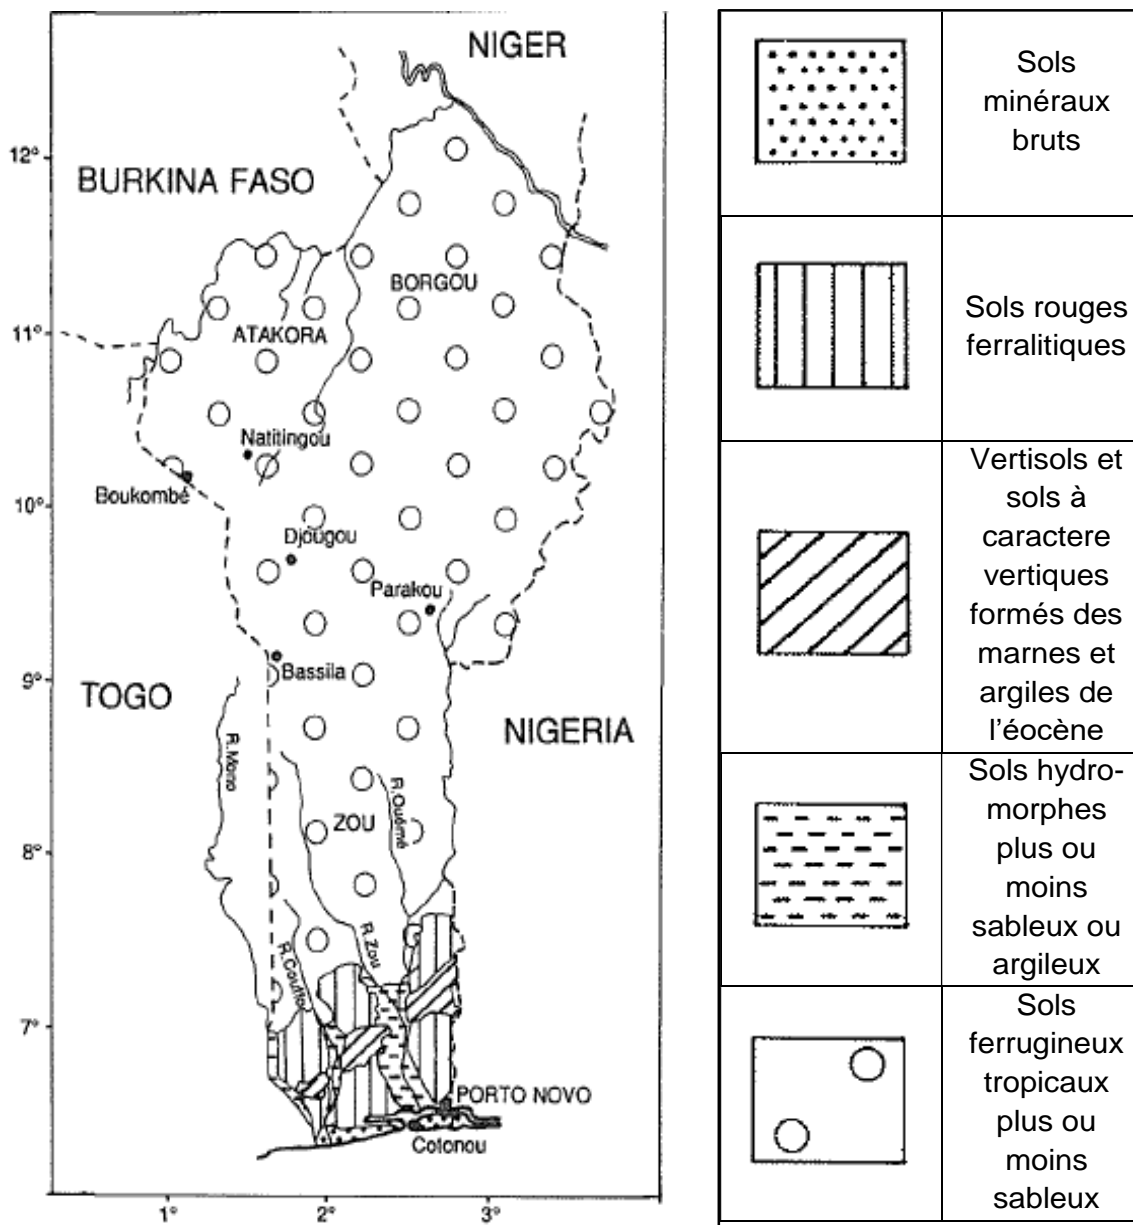 NIGER
12°
BURKINA FASO
BORGOU
11°
ATAKORA
Natitingou
Boukombé
10°
Djougou
Parakou
Bassila
9°
TOGO
NIGERIA
R.Mono
R.Ouémé
ZOU
8°
R.Zou
R.Couffo
7°
PORTO NOVO
Cotonou
1°
2°
3°
Sols
minéraux
bruts
Sols rouges
ferralitiques
Vertisols et
sols à
caractere
vertiques
formés des
marnes et
argiles de
l'éocène
Sols hydro-
morphes
plus ou
moins
sableux ou
argileux
Sols
ferrugineux
tropicaux
plus ou
moins
sableux